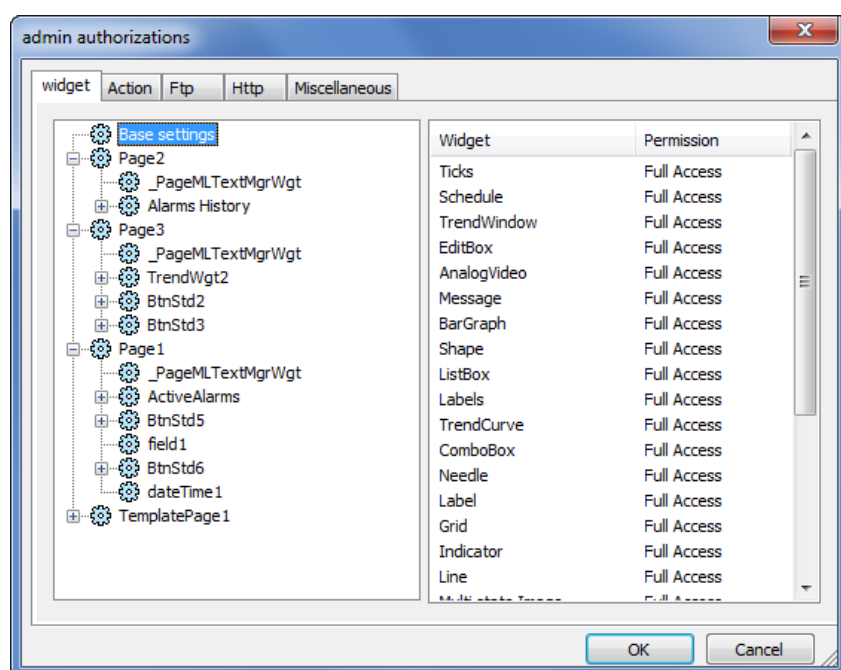 admin authorizations
widget Action Ftp Http Miscellaneous
Base settings
Page2
_PageMLTextMgrWgt
Alarms History
Page3
_PageMLTextMgrWgt
TrendWgt2
BtnStd2
BtnStd3
Page1
_PageMLTextMgrWgt
ActiveAlarms
BtnStd5
field1
BtnStd6
dateTime1
TemplatePage1
Widget Permission
Ticks Full Access
Schedule Full Access
TrendWindow Full Access
EditBox Full Access
AnalogVideo Full Access
Message Full Access
BarGraph Full Access
Shape Full Access
ListBox Full Access
Labels Full Access
TrendCurve Full Access
ComboBox Full Access
Needle Full Access
Label Full Access
Grid Full Access
Indicator Full Access
Line Full Access
OK Cancel